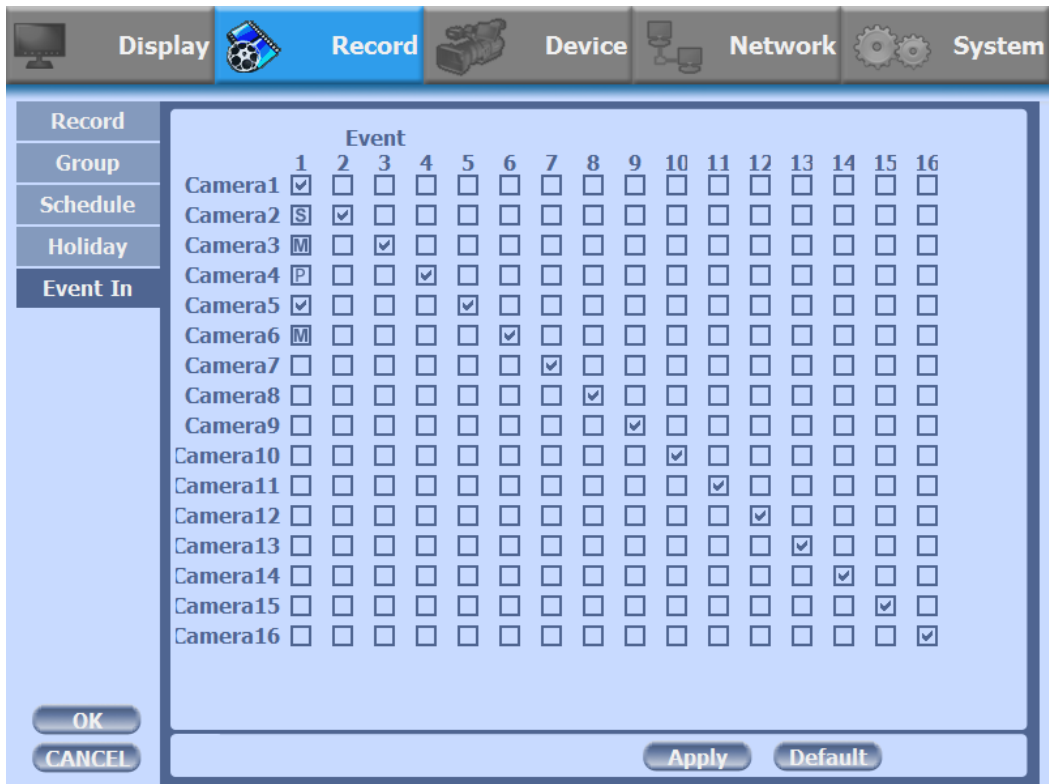 Display Record Device Network System
Record
Group
Schedule
Holiday
Event In
Event
1 2 3 4 5 6 7 8 9 10 11 12 13 14 15 16
Camera1
Camera2 S
Camera3 M
Camera4 P
Camera5
Camera6 M
Camera7
Camera8
Camera9
Camera10
Camera11
Camera12
Camera13
Camera14
Camera15
Camera16
OK
CANCEL
Apply Default